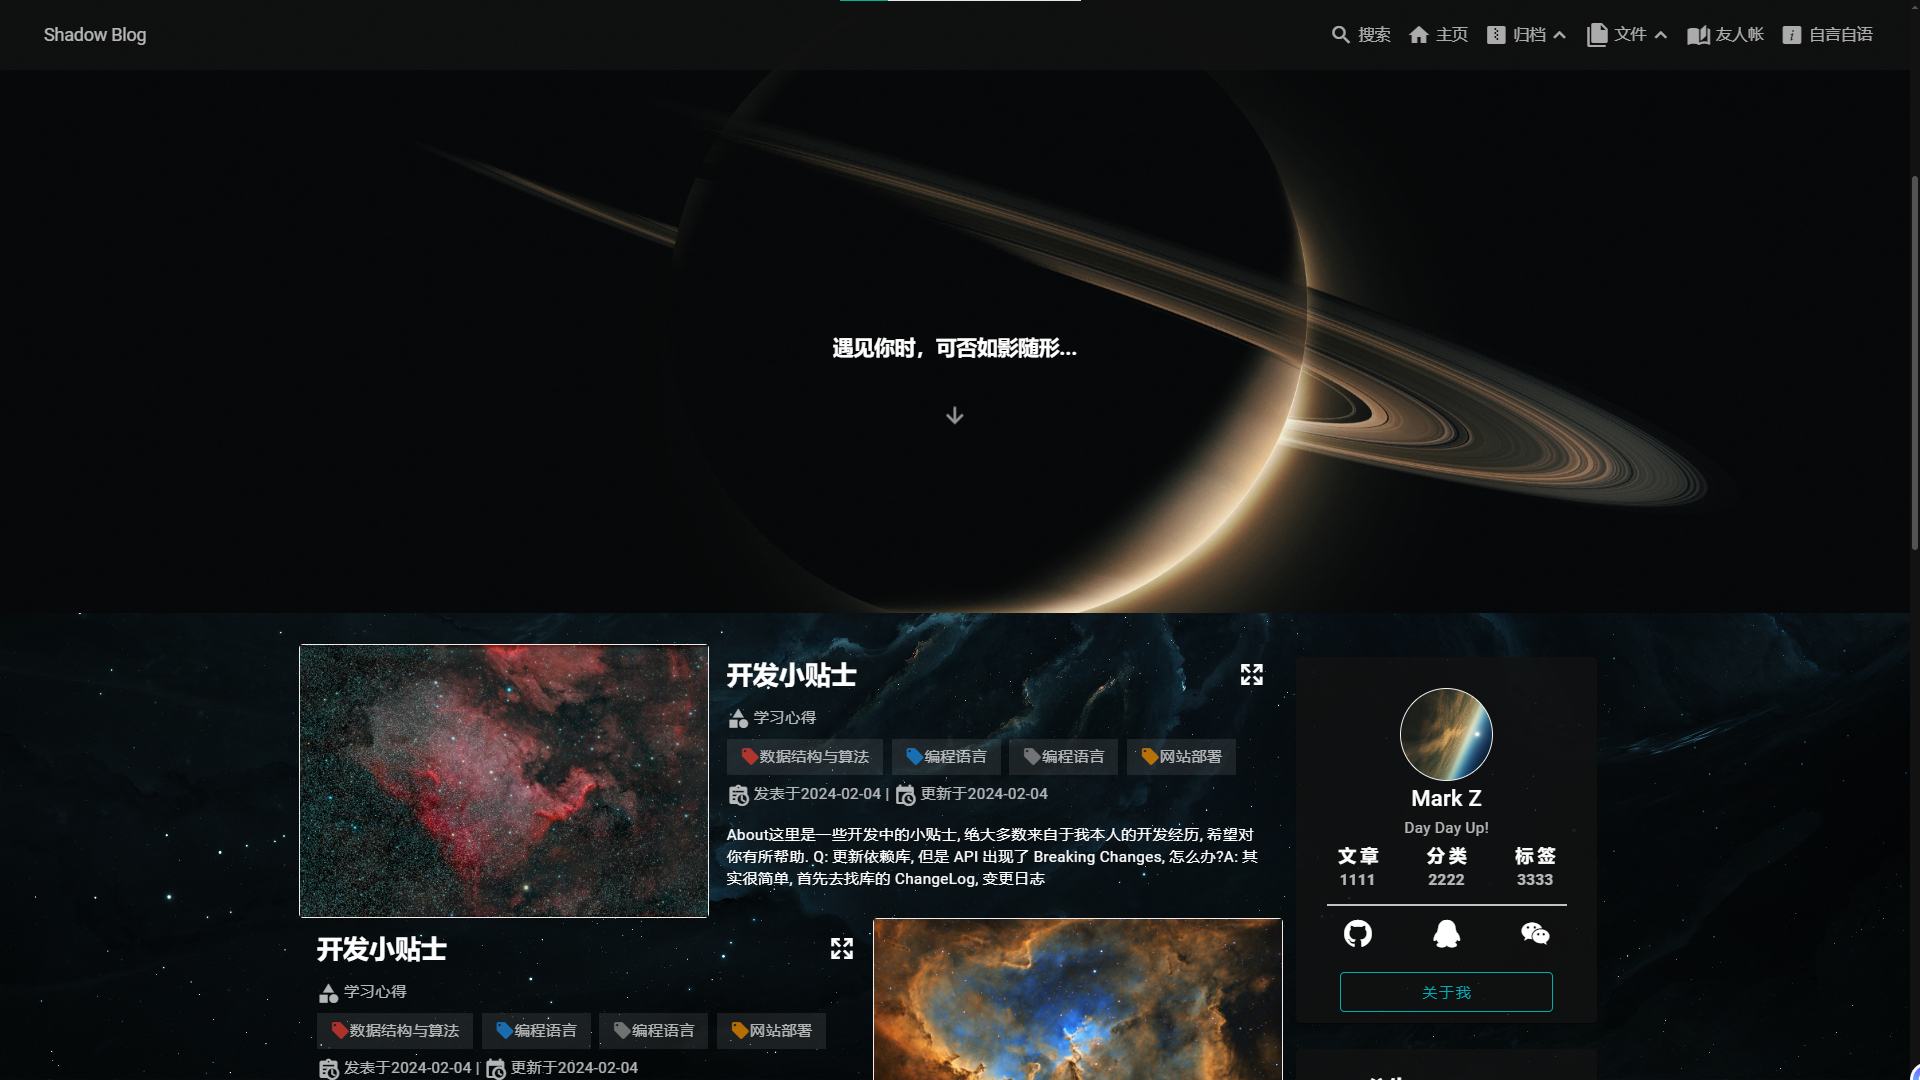 Shadow Blog
搜索 主页 归档 文件 友人帐 自言自语
遇见你时，可否如影随形...
开发小贴士
学习心得
数据结构与算法 编程语言 编程语言 网站部署
发表于2024-02-04 | 更新于2024-02-04
About这里是一些开发中的小贴士, 绝大多数来自于我本人的开发经历, 希望对
你有所帮助. Q: 更新依赖库, 但是 API 出现了 Breaking Changes, 怎么办?A: 其
实很简单, 首先去找库的 ChangeLog, 变更日志
开发小贴士
学习心得
数据结构与算法 编程语言 编程语言 网站部署
发表于2024-02-04 | 更新于2024-02-04
Mark Z
Day Day Up!
文章 分类 标签
1111 2222 3333
关于我